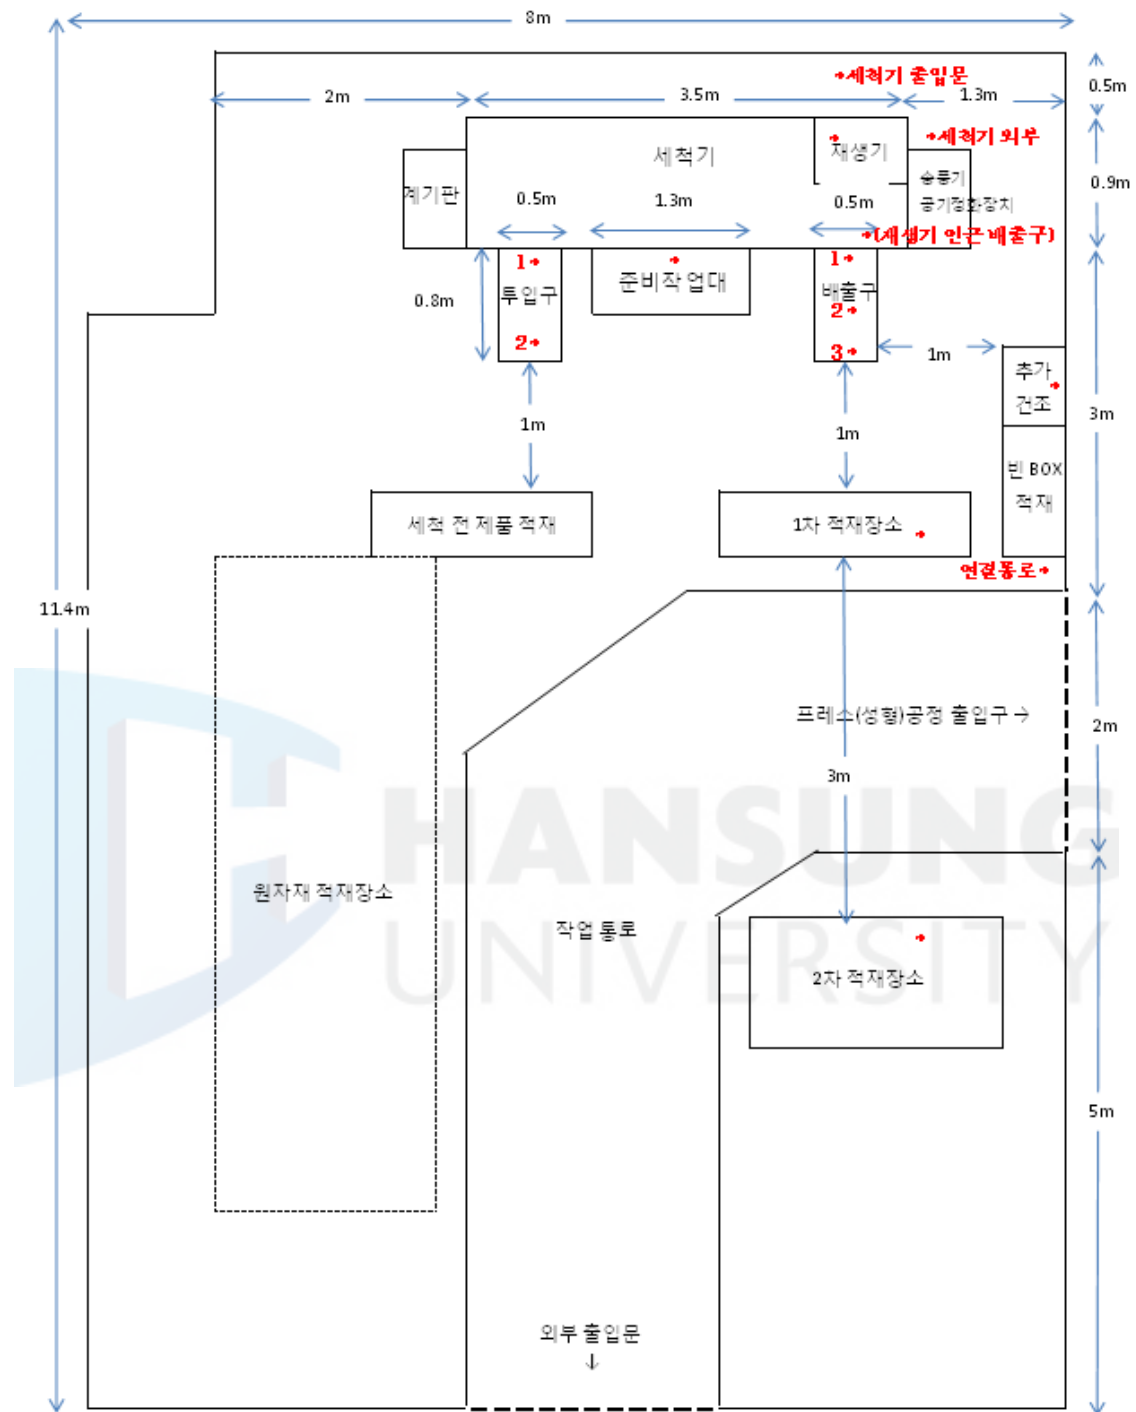 8m
→세척기 출입문
0.5m
2m
3.5m
1.3m
→세척기 외부
세척기
재생기
0.9m
계기판
송풍기
공기정화장치
0.5m
1.3m
0.5m
→(재생기 인근 배출구)
1→
투입구
2→
준비작업대
1→
배출구
2→
3→
0.8m
1m
추가
건조
1m
1m
3m
빈 BOX
적재
세척 전 제품 적재
1차 적재장소
연결통로→
11.4m
프레스(성형)공정 출입구 →
2m
3m
HANSUNG
UNIVERSITY
원자재 적재장소
작업 통로
2차 적재장소
5m
외부 출입문
↓